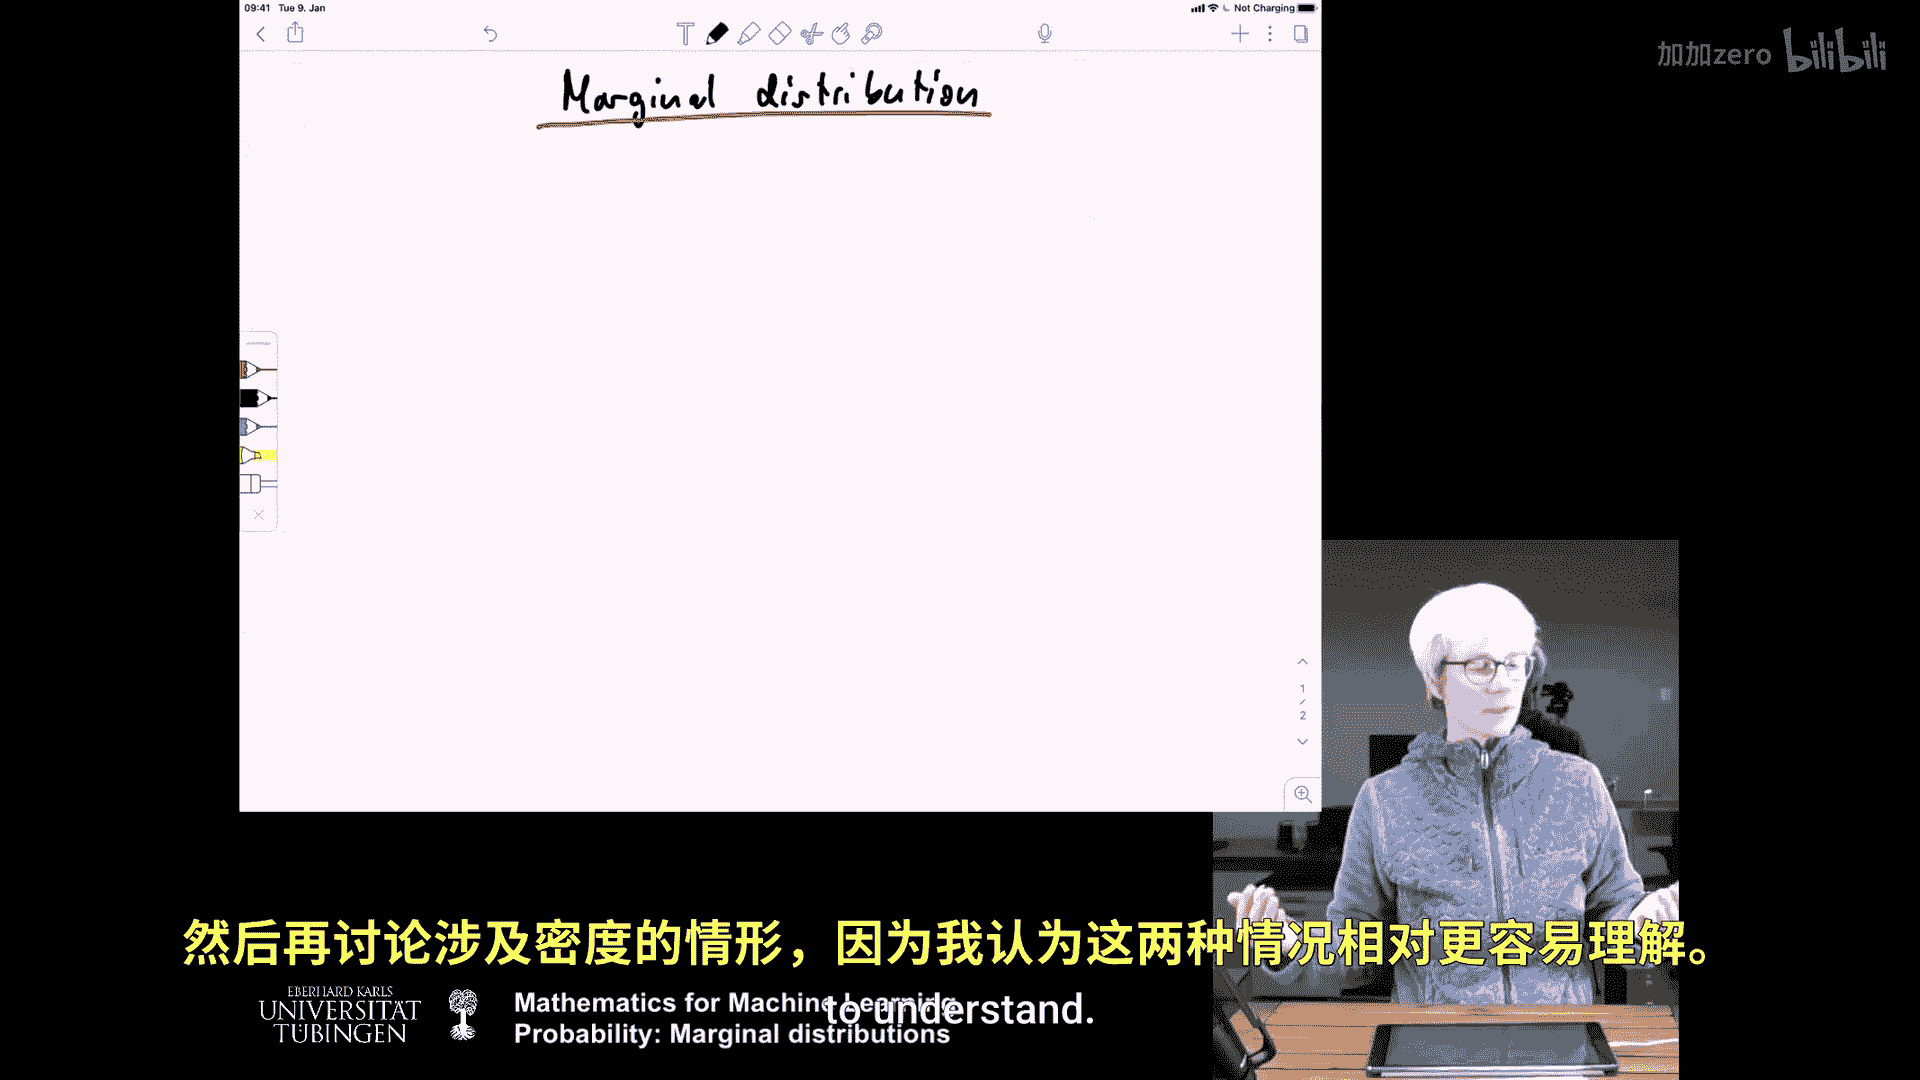 09:41 Tue 9. Jan
Not Charging
加加zero bilibili
Marginal distribution
1
/
2
然后再讨论涉及密度的情形，因为我认为这两种情况相对更容易理解。
EBERHARD KARLS
UNIVERSITÄT
TÜBINGEN
Mathematics for Machine Learning
to understand.
Probability: Marginal distributions